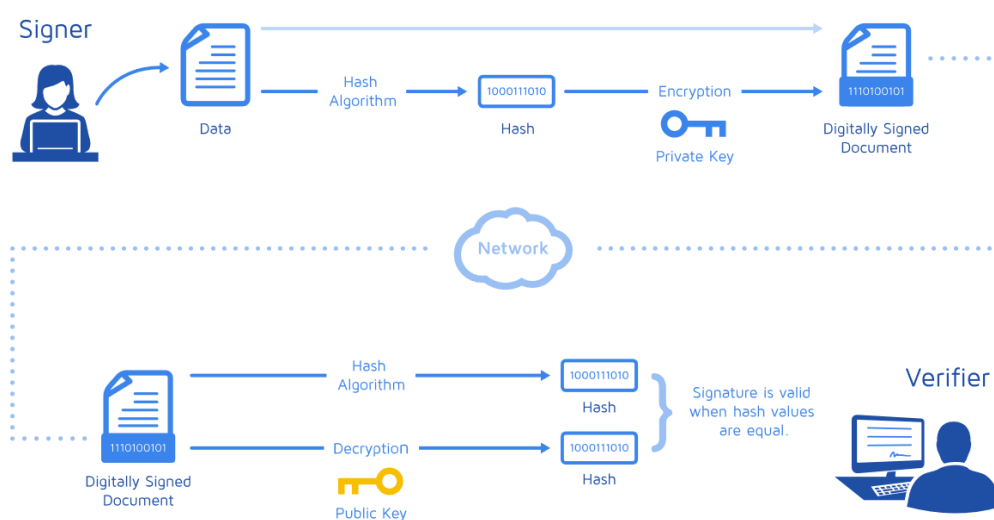 Signer
Hash
Algorithm
1000111010
Encryption
1110100101
Data
Hash
Private Key
Digitally Signed
Document
Network
Hash
Algorithm
1000111010
Hash
Signature is valid
when hash values
are equal.
Verifier
1110100101
Decryption
1000111010
Hash
Digitally Signed
Document
Public Key